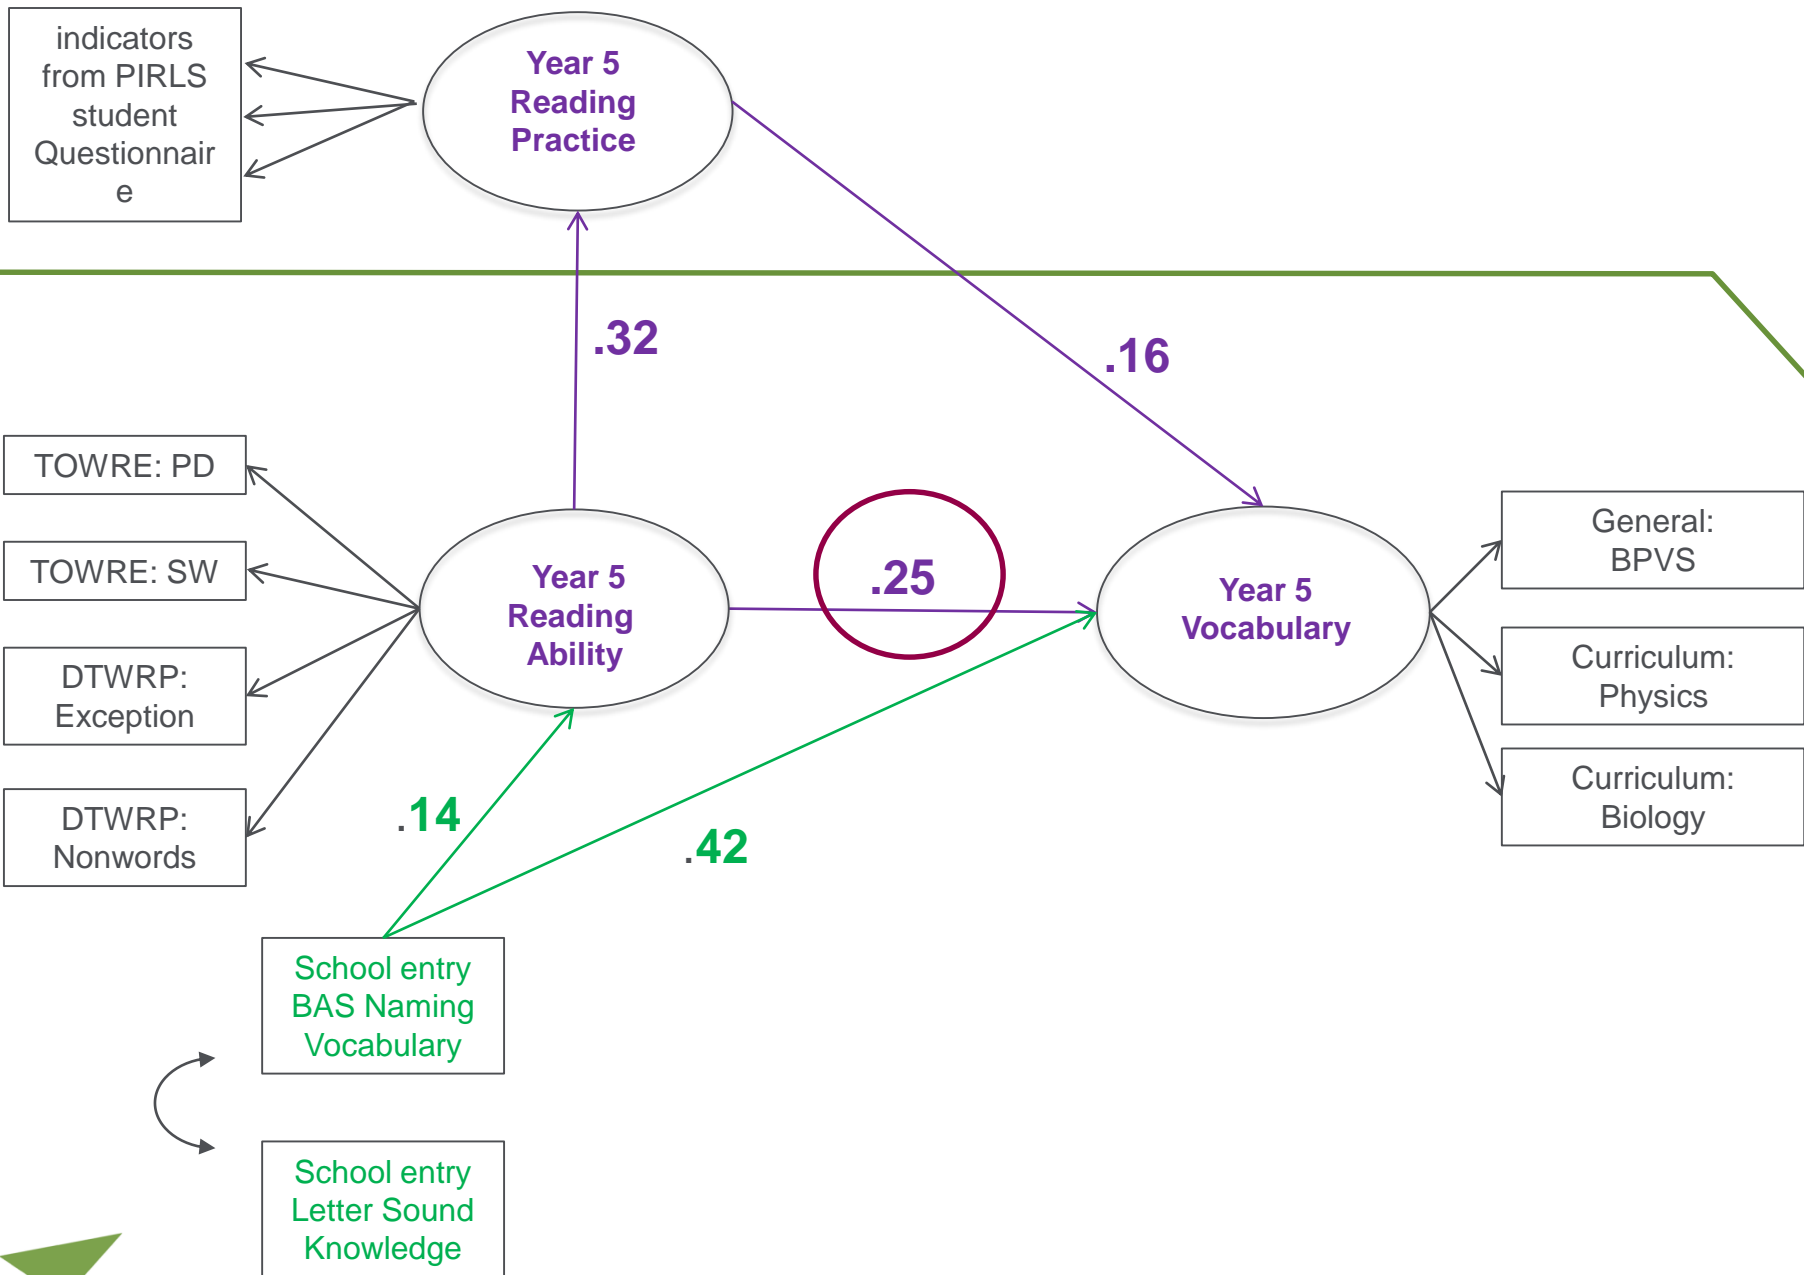 indicators
from PIRLS
student
Questionnair
e
Year 5
Reading
Practice
.32
.16
TOWRE: PD
TOWRE: SW
DTWRP:
Exception
DTWRP:
Nonwords
Year 5
Reading
Ability
.25
Year 5
Vocabulary
General:
BPVS
Curriculum:
Physics
Curriculum:
Biology
.14
.42
School entry
BAS Naming
Vocabulary
School entry
Letter Sound
Knowledge